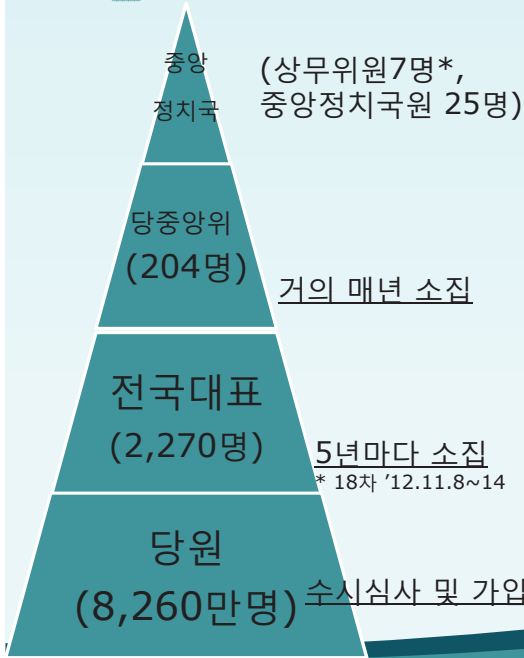 중앙
정치국
(상무위원7명*,
중앙정치국원 25명)
당중앙위
(204명)
거의 매년 소집
전국대표
(2,270명)
5년마다 소집
* 18차 '12.11.8~14
당원
(8,260만명)
수시심사 및 가입